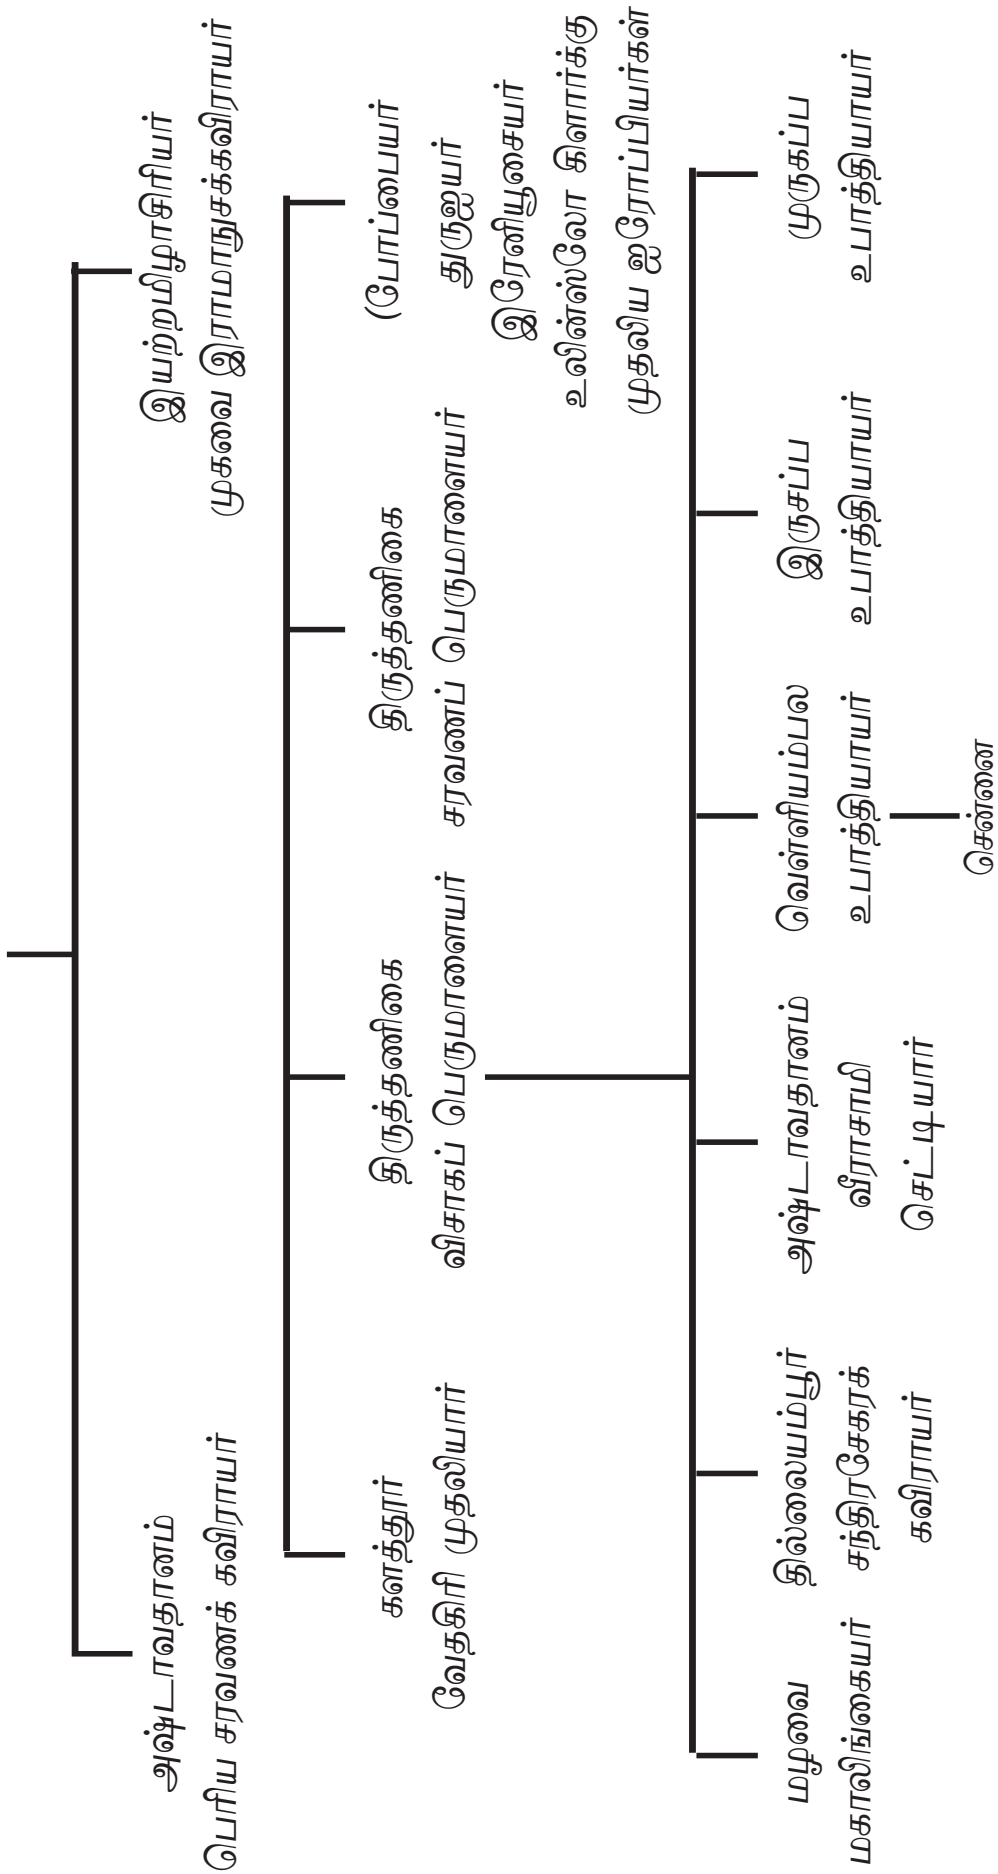 அஷ்டாவதானம்
பெரிய சரவணக் கவிராயர்
இயற்றமிழாசிரியர்
முகவை இராமாநுசக்கவிராயர்
களத்தூர்
வேதகிரி முதலியார்
திருத்தணிகை
விசாகப் பெருமாளையர்
திருத்தணிகை
சரவணப் பெருமாளையர்
(போப்பையர்
துருஐயர்
இரேனியூசையர்
உலின்ஸ்லோ கிளார்க்கு
முதலிய ஐரோப்பியர்கள்
மழவை
மகாலிங்கையர்
தில்லையம்பூர்
சந்திரசேகரக்
கவிராயர்
அஷ்டாவதானம்
வீராசாமி
செட்டியார்
வெள்ளியம்பல
உபாத்தியாயர்
இருசப்ப
உபாத்தியாயர்
முருகப்ப
உபாத்தியாயர்
சென்னை